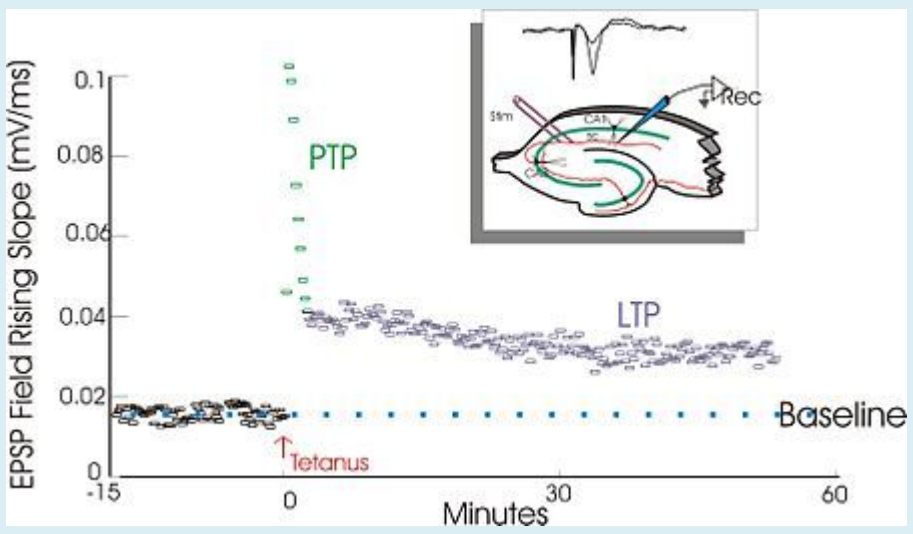 EPSP Field Rising Slope (mV/ms)
0.1
0.08
0.06
0.04
0.02
0
PTP
Stim
CA1
Rec
LTP
Baseline
Tetanus
-15
0
30
60
Minutes